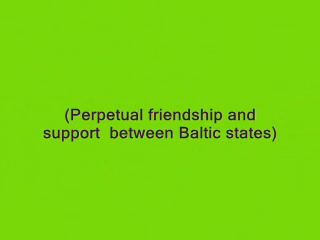 (Perpetual friendship and
support  between Baltic states)